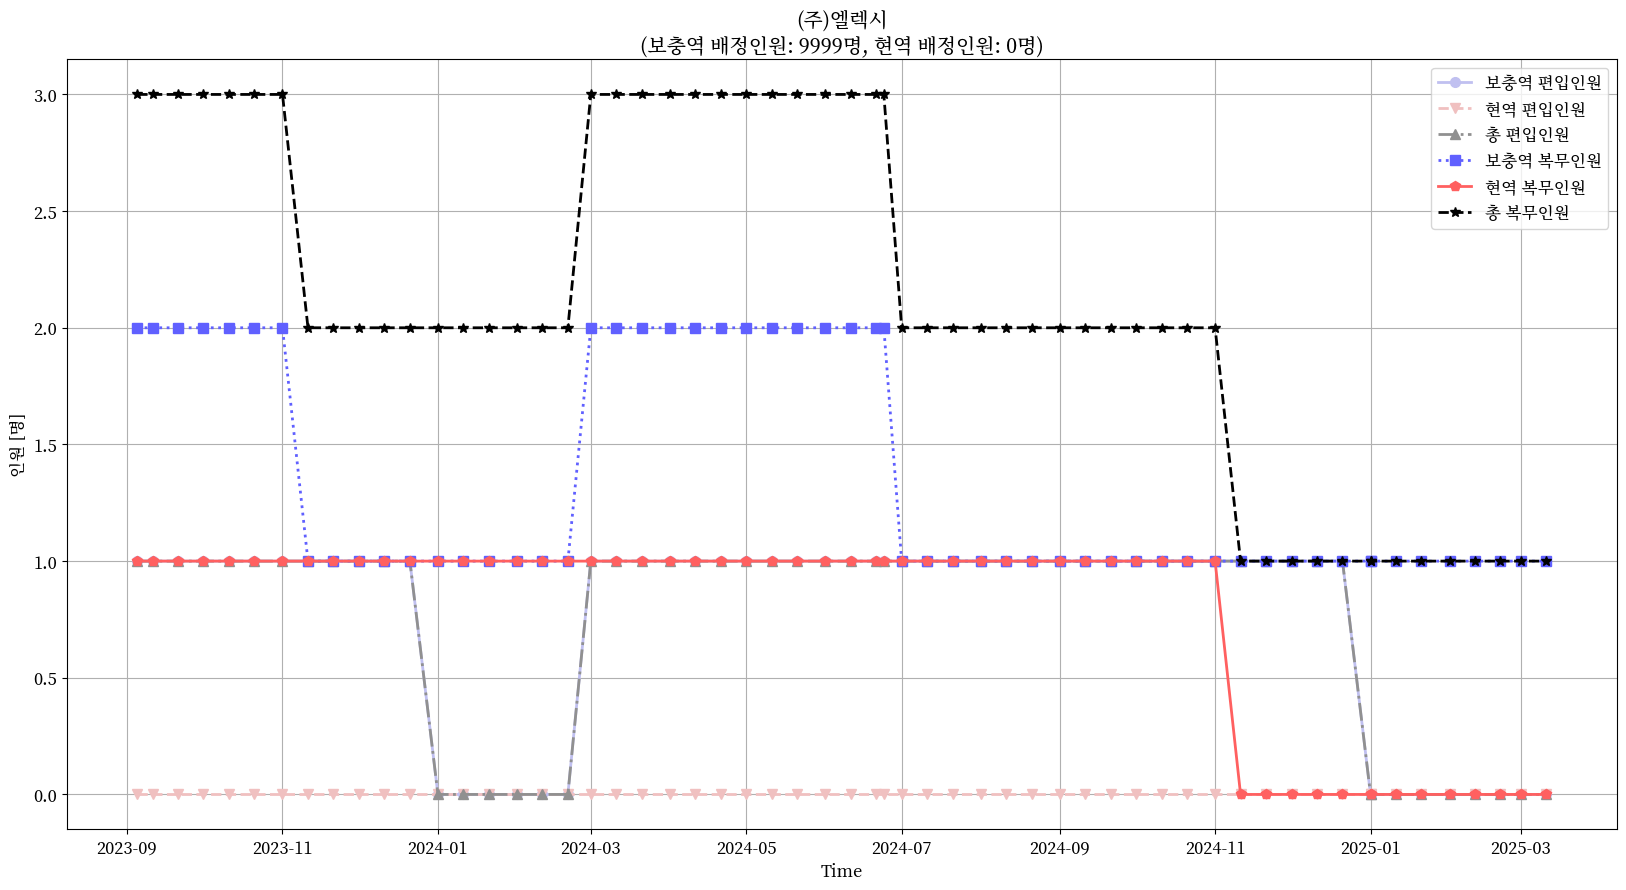 (주)엘렉시
(보충역 배정인원: 9999명, 현역 배정인원: 0명)
3.0
2.5
2.0
1.5
1.0
0.5
0.0
인원 [명]
보충역 편입인원
현역 편입인원
총 편입인원
보충역 복무인원
현역 복무인원
총 복무인원
2023-09 2023-11 2024-01 2024-03 2024-05 2024-07 2024-09 2024-11 2025-01 2025-03
Time